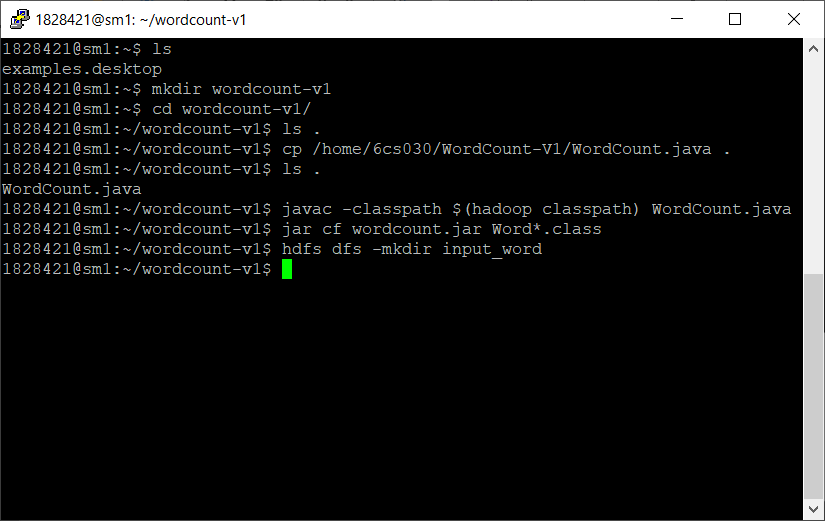 1828421@sm1: ~/wordcount-v1
1828421@sm1:~$ ls
examples.desktop
1828421@sm1:~$ mkdir wordcount-v1
1828421@sm1:~$ cd wordcount-v1/
1828421@sm1:~/wordcount-v1$ ls .
1828421@sm1:~/wordcount-v1$ cp /home/6cs030/WordCount-V1/WordCount.java .
1828421@sm1:~/wordcount-v1$ ls .
WordCount.java
1828421@sm1:~/wordcount-v1$ javac -classpath $(hadoop classpath) WordCount.java
1828421@sm1:~/wordcount-v1$ jar cf wordcount.jar Word*.class
1828421@sm1:~/wordcount-v1$ hdfs dfs -mkdir input_word
1828421@sm1:~/wordcount-v1$